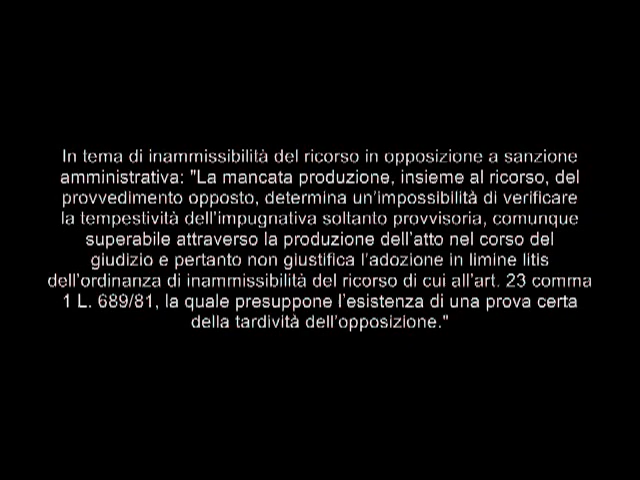 In tema di inammissibilità del ricorso in opposizione a sanzione
amministrativa: "La mancata produzione, insieme al ricorso, del
provvedimento opposto, determina un'impossibilità di verificare
la tempestività dell'impugnativa soltanto provvisoria, comunque
superabile attraverso la produzione dell'atto nel corso del
giudizio e pertanto non giustifica l'adozione in limine litis
dell'ordinanza di inammissibilità del ricorso di cui all'art. 23 comma
1 L. 689/81, la quale presuppone l'esistenza di una prova certa
della tardività dell'opposizione."